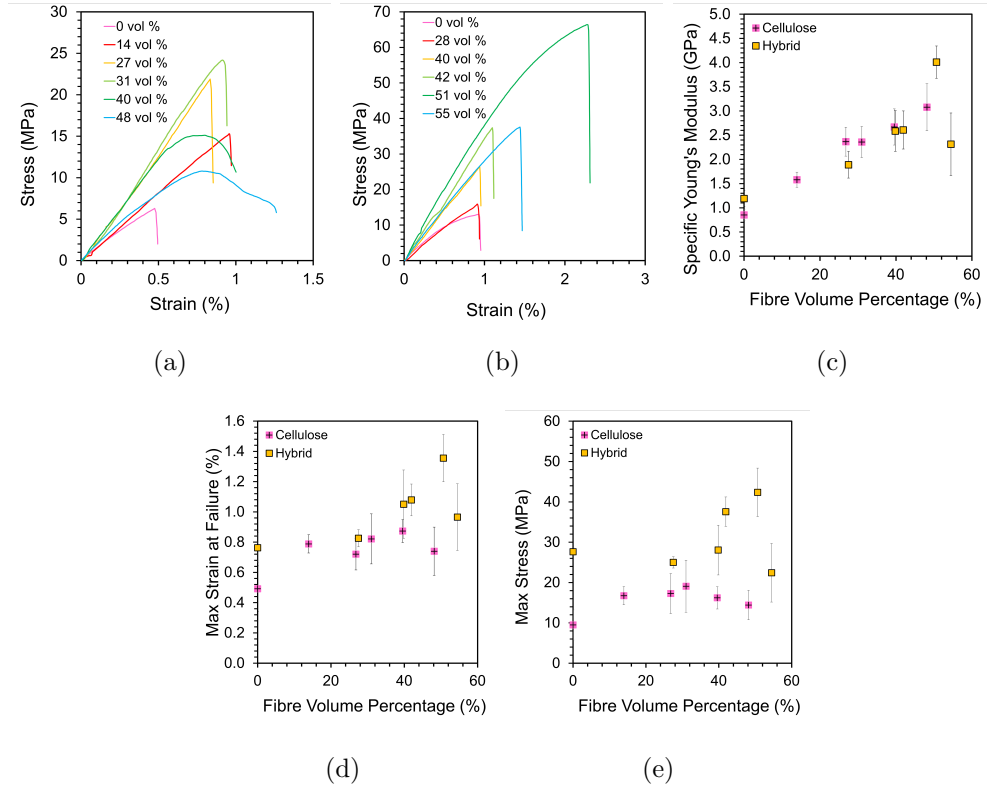 0 vol %
14 vol %
27 vol %
31 vol %
40 vol %
48 vol %
30
25
20
15
10
5
0
Stress (MPa)
0
0.5
1
1.5
Strain (%)
(a)
0 vol %
28 vol %
40 vol %
42 vol %
51 vol %
55 vol %
70
60
50
40
30
20
10
0
Stress (MPa)
0
1
2
3
Strain (%)
(b)
Cellulose
Hybrid
5.0
4.5
4.0
3.5
3.0
2.5
2.0
1.5
1.0
0.5
0.0
Specific Young's Modulus (GPa)
0
20
40
60
Fibre Volume Percentage (%)
(c)
Cellulose
Hybrid
1.6
1.4
1.2
1.0
0.8
0.6
0.4
0.2
0.0
Max Strain at Failure (%)
0
20
40
60
Fibre Volume Percentage (%)
(d)
Cellulose
Hybrid
60
50
40
30
20
10
0
Max Stress (MPa)
0
20
40
60
Fibre Volume Percentage (%)
(e)